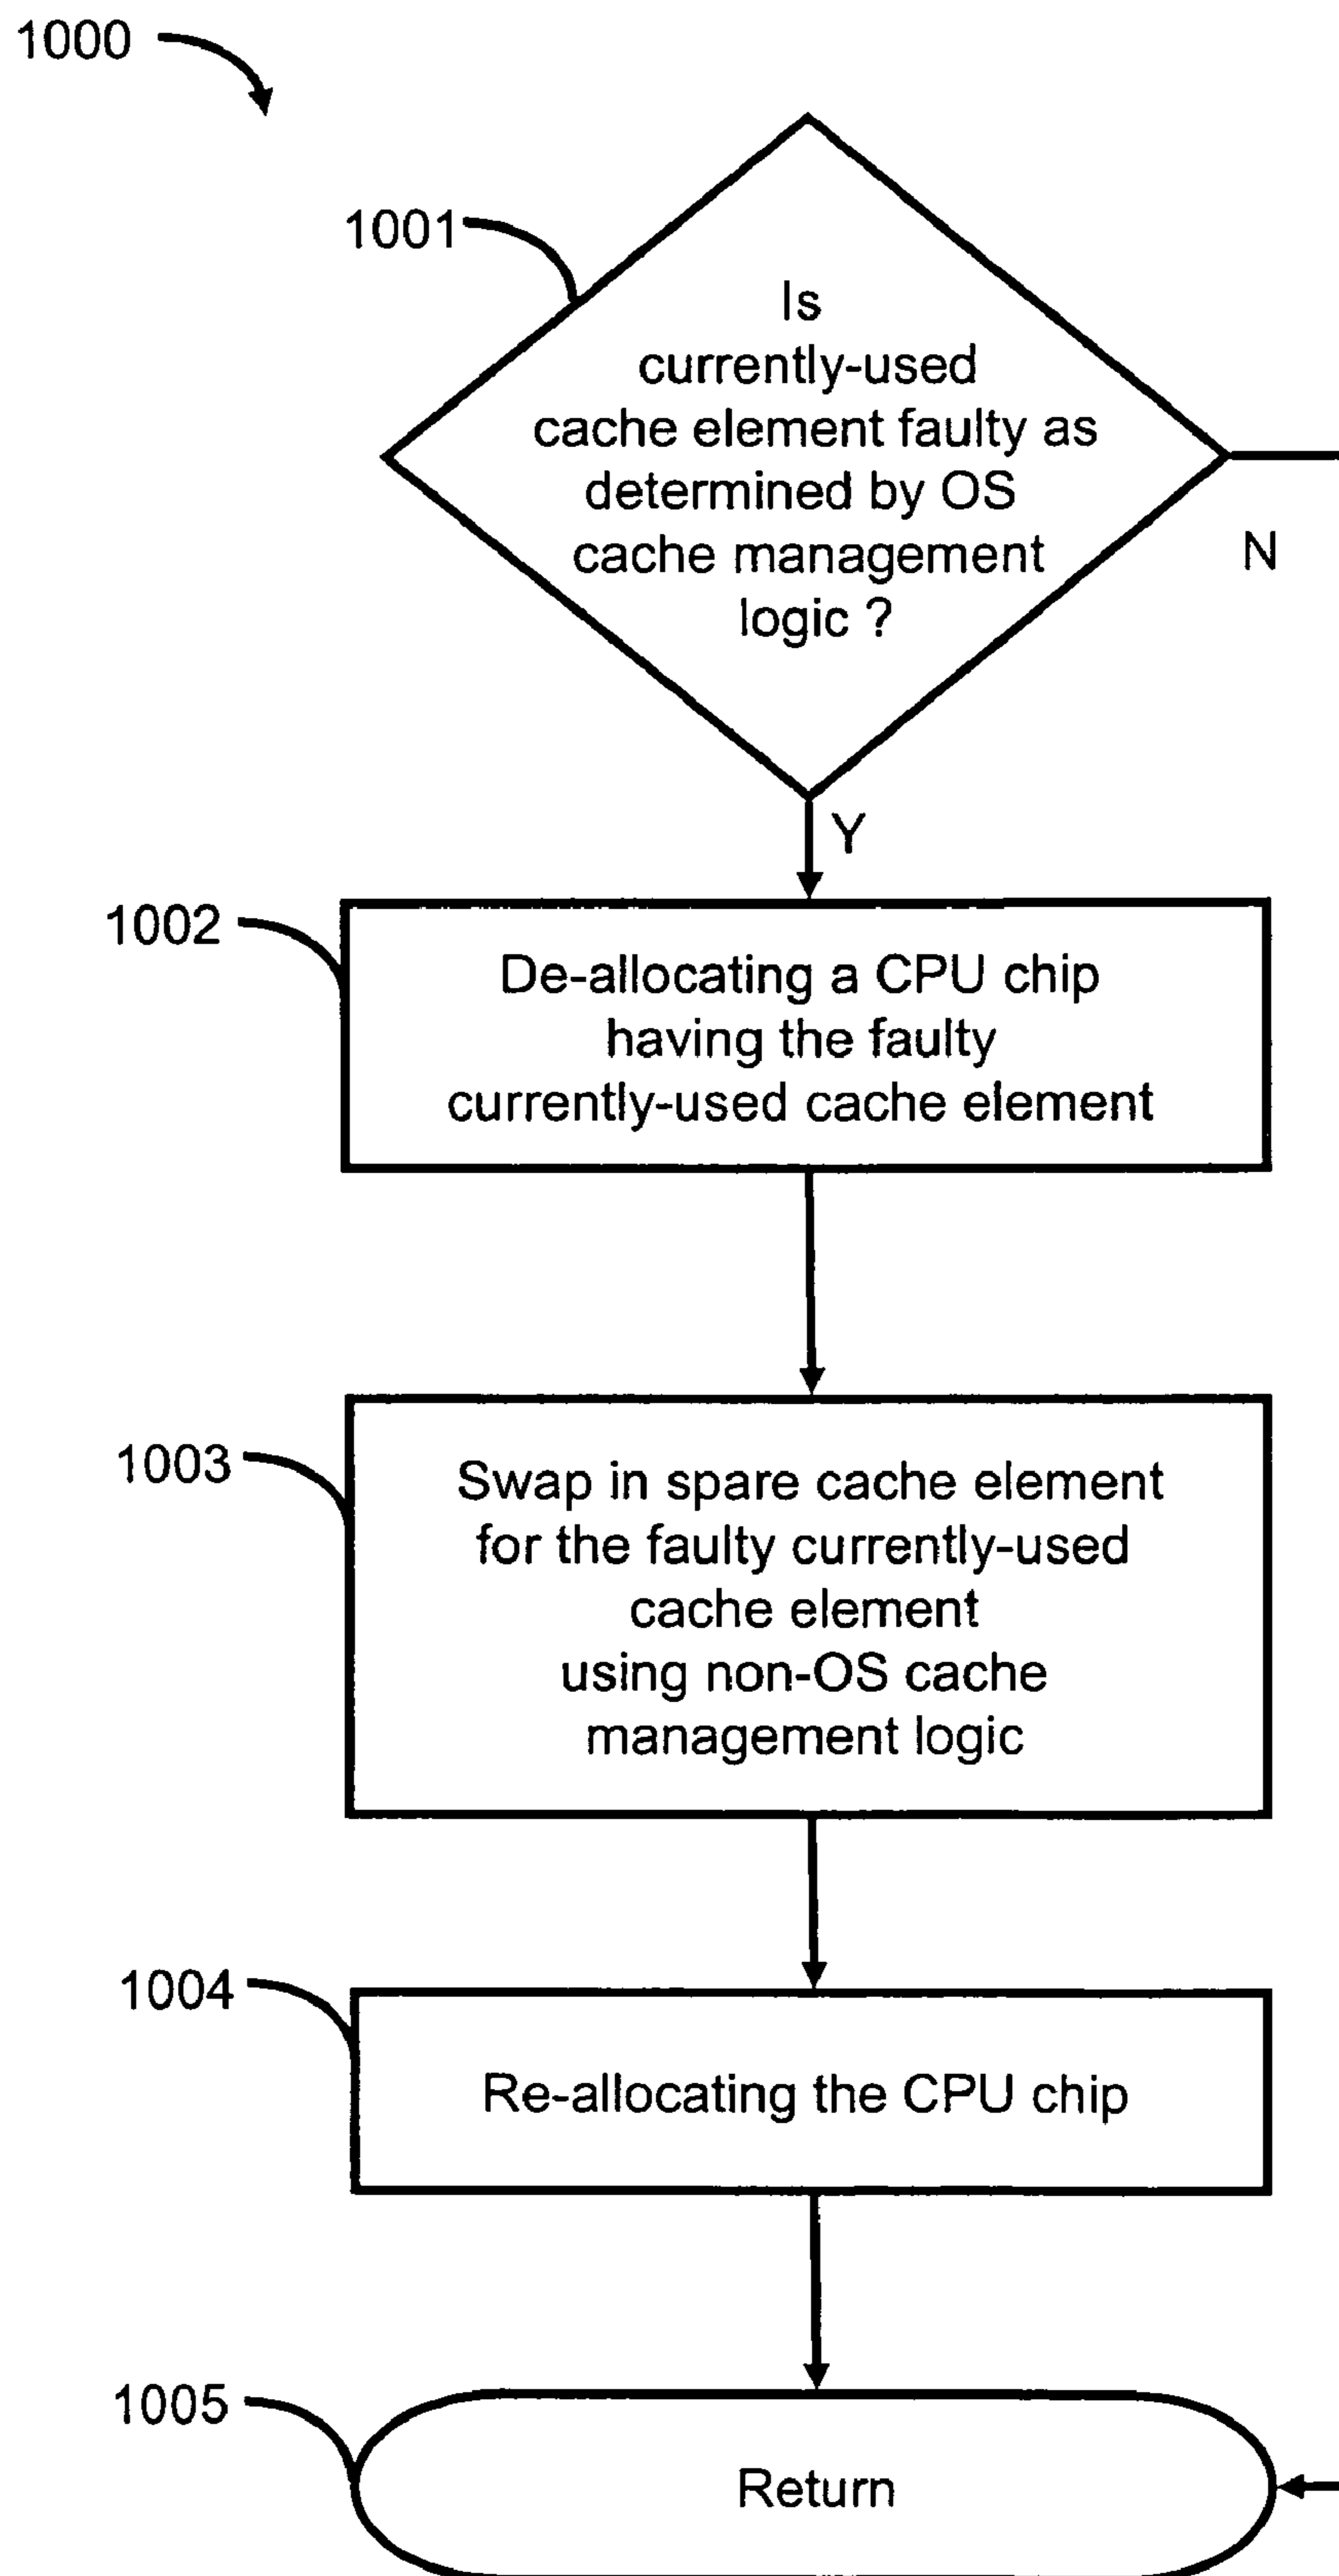 1000
1001
Is
currently-used
cache element faulty as
determined by OS
cache management
logic ?
N
Y
1002
De-allocating a CPU chip
having the faulty
currently-used cache element
1003
Swap in spare cache element
for the faulty currently-used
cache element
using non-OS cache
management logic
1004
Re-allocating the CPU chip
1005
Return